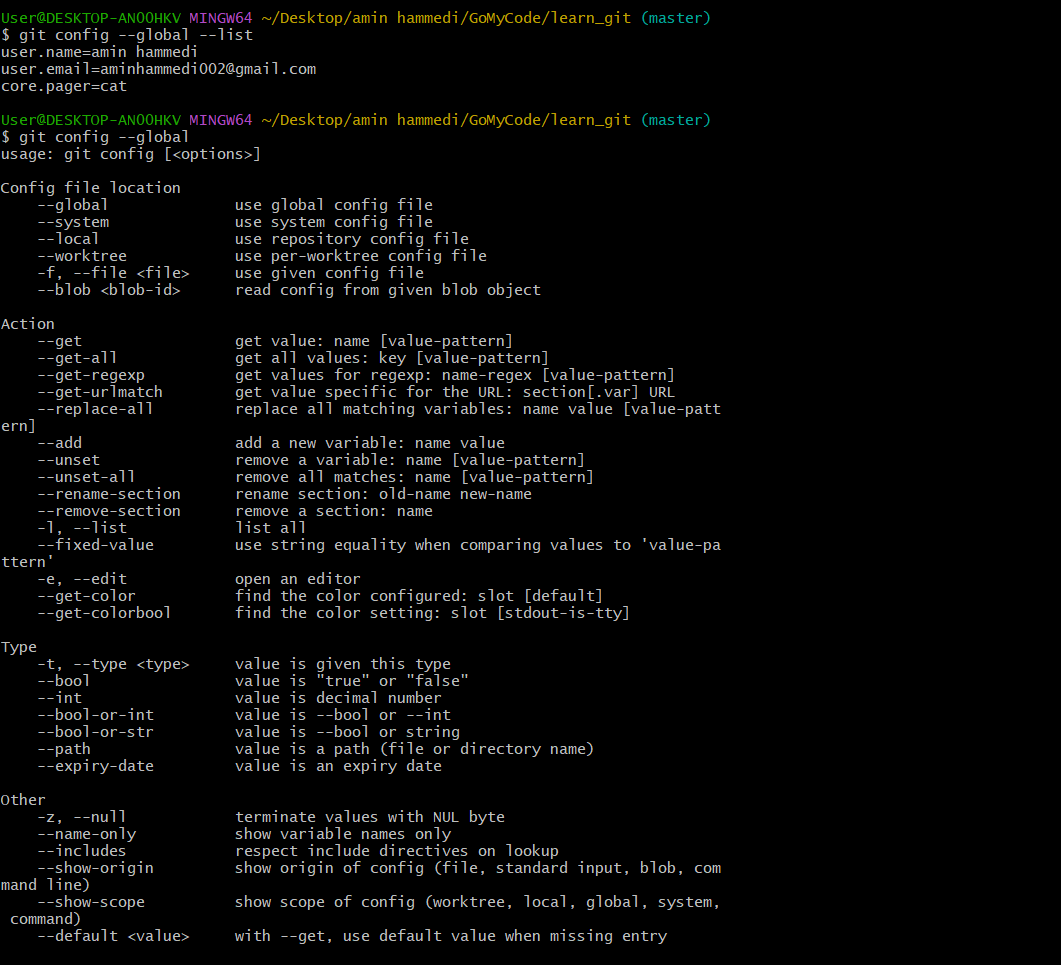 User@DESKTOP-ANOOHKV MINGW64 ~/Desktop/amin hammedi/GoMyCode/learn_git (master)
$ git config --global --list
user.name=amin hammedi
user.email=aminhammedi002@gmail.com
core.pager=cat
User@DESKTOP-ANOOHKV MINGW64 ~/Desktop/amin hammedi/GoMyCode/learn_git (master)
$ git config --global
usage: git config [<options>]
Config file location
    --global              use global config file
    --system              use system config file
    --local               use repository config file
    --worktree            use per-worktree config file
    -f, --file <file>     use given config file
    --blob <blob-id>      read config from given blob object
Action
    --get                 get value: name [value-pattern]
    --get-all             get all values: key [value-pattern]
    --get-regexp          get values for regexp: name-regex [value-pattern]
    --get-urlmatch        get value specific for the URL: section[.var] URL
    --replace-all         replace all matching variables: name value [value-patt
ern]
    --add                 add a new variable: name value
    --unset               remove a variable: name [value-pattern]
    --unset-all           remove all matches: name [value-pattern]
    --rename-section      rename section: old-name new-name
    --remove-section      remove a section: name
    -l, --list            list all
    --fixed-value         use string equality when comparing values to 'value-pa
ttern'
    -e, --edit            open an editor
    --get-color           find the color configured: slot [default]
    --get-colorbool       find the color setting: slot [stdout-is-tty]
Type
    -t, --type <type>     value is given this type
    --bool                value is "true" or "false"
    --int                 value is decimal number
    --bool-or-int         value is --bool or --int
    --bool-or-str         value is --bool or string
    --path                value is a path (file or directory name)
    --expiry-date         value is an expiry date
Other
    -z, --null            terminate values with NUL byte
    --name-only           show variable names only
    --includes            respect include directives on lookup
    --show-origin         show origin of config (file, standard input, blob, com
mand line)
    --show-scope          show scope of config (worktree, local, global, system,
 command)
    --default <value>     with --get, use default value when missing entry